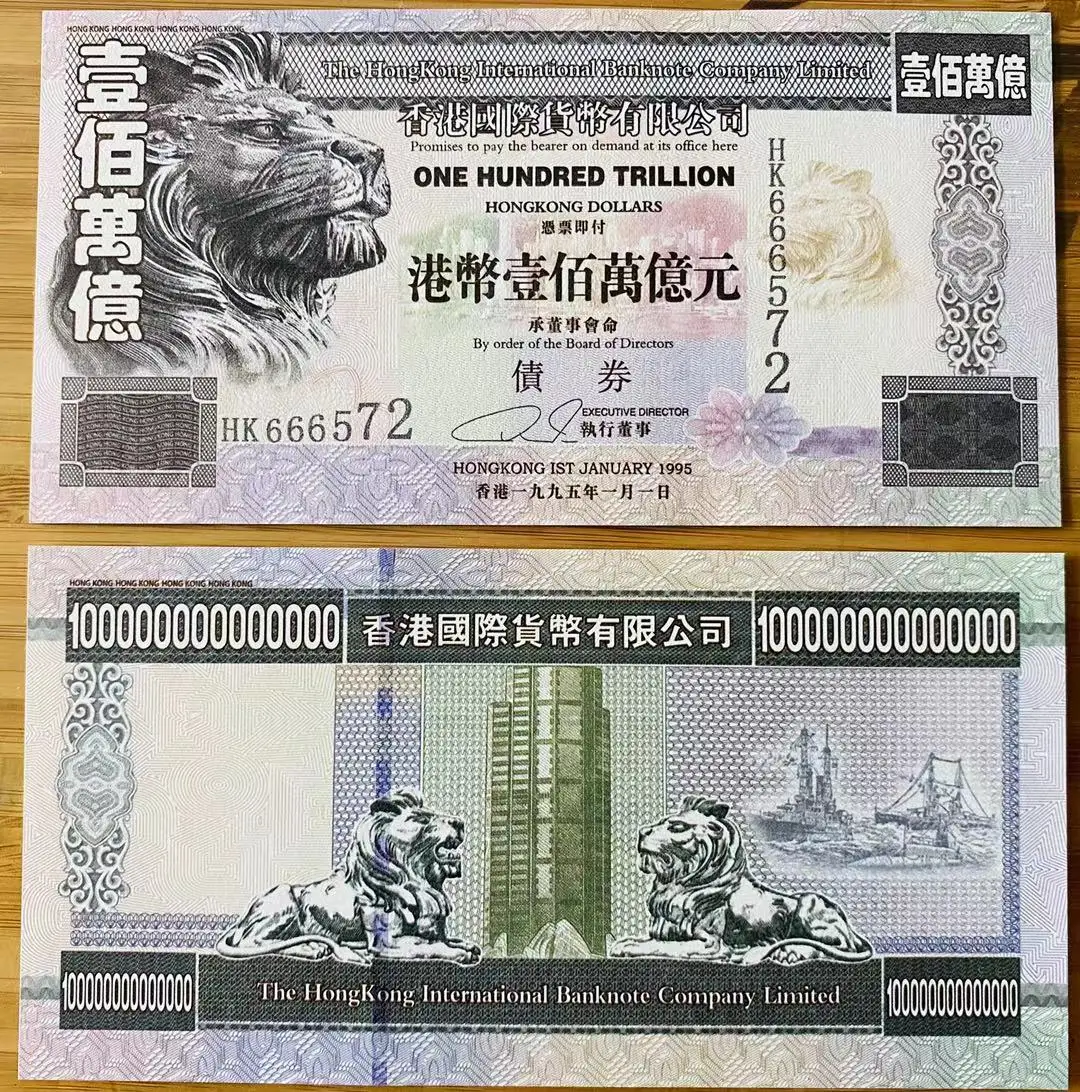 HONG KONG HONG KONG HONG KONG HONG KONG
壹佰萬億
The HongKong International Banknote Company Limited
壹佰萬億
香港國際貨幣有限公司
Promises to pay the bearer on demand at its office here
ONE HUNDRED TRILLION
HONGKONG DOLLARS
憑票即付
港幣壹佰萬億元
HK666572
承董事會命
By order of the Board of Directors
債券
HK666572
EXECUTIVE DIRECTOR
執行董事
HONGKONG IST JANUARY 1995
香港一九九五年一月一日
HONG KONG HONG KONG HONG KONG HONG KONG
100000000000000
香港國際貨幣有限公司
100000000000000
100000000000000
The HongKong International Banknote Company Limited
100000000000000